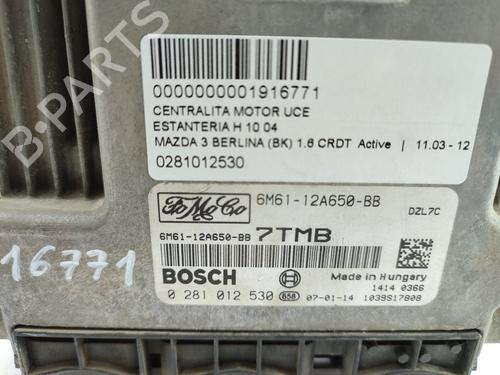 0000000001916771
CENTRALITA MOTOR UCE
ESTANTERIA H 10 04
MAZDA 3 BERLINA (BK) 1.6 CRDT Active | 11.03 - 12
0281012530
FoMoCo
6M61-12A650-BB
DZL7C
6M61-12A650-BB 7TMB
16771
BOSCH
Made in Hungary
1414 0366
0 281 012 530 658 07-01-14 1039S17808
B-PARTS